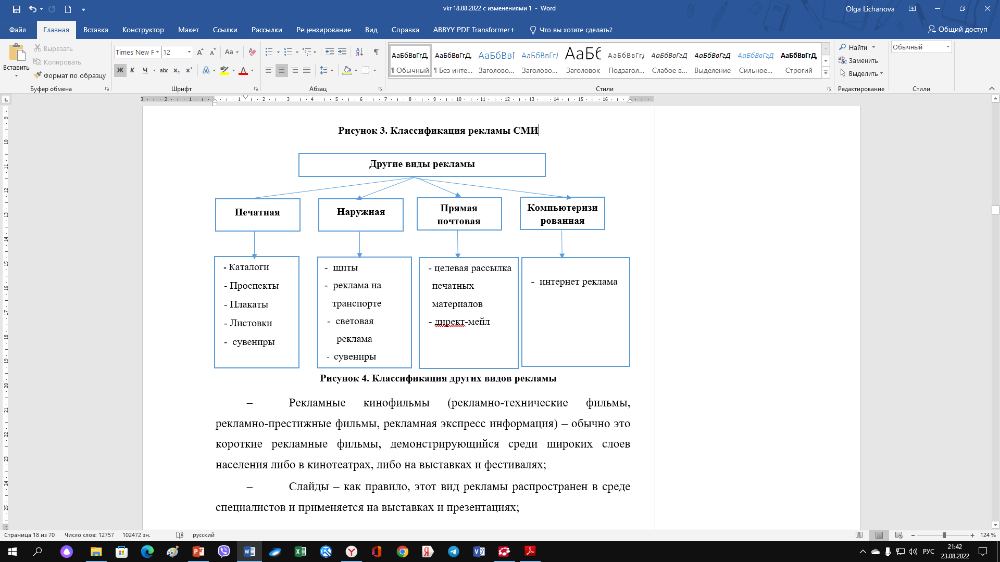 vkr 18.08.2022 с изменениями 1 - Word
Olga Lichanova
Файл Главная Вставка Конструктор Макет Ссылки Рассылки Рецензирование Вид Справка ABBYY PDF Transformer+ Что вы хотите сделать? Общий доступ
Вставить
Вырезать
Копировать
Формат по образцу
Буфер обмена
Times New F 12
Шрифт
Абзац
АаБбВвГгД, АаБбВвГгД, АаБбВвГ АаБбВвГгД АаБб АаБбВвГгД АаБбВвГгД АаБбВвГгД АаБбВвГгД АаБбВвГгД,
¶ Обычный ¶ Без инте... Заголово... Заголово... Заголовок Подзагол... Слабое в... Выделение Сильное... Строгий
Стили
Найти
Заменить
Выделить
Редактирование
Обычный
Стили
Рисунок 3. Классификация рекламы СМИ
Другие виды рекламы
Печатная
Наружная
Прямая
почтовая
Компьютеризи
рованная
- Каталоги
- Проспекты
- Плакаты
- Листовки
- сувениры
- щиты
- реклама на
транспорте
- световая
реклама
- сувениры
- целевая рассылка
печатных
материалов
- директ-мейл
- интернет реклама
Рисунок 4. Классификация других видов рекламы
– Рекламные кинофильмы (рекламно-технические фильмы,
рекламно-престижные фильмы, рекламная экспресс информация) – обычно это
короткие рекламные фильмы, демонстрирующийся среди широких слоев
населения либо в кинотеатрах, либо на выставках и фестивалях;
– Слайды – как правило, этот вид рекламы распространен в среде
специалистов и применяется на выставках и презентациях;
Страница 18 из 70 Число слов: 12757 102472 зн. русский 124 %
РУС
21:42
23.08.2022